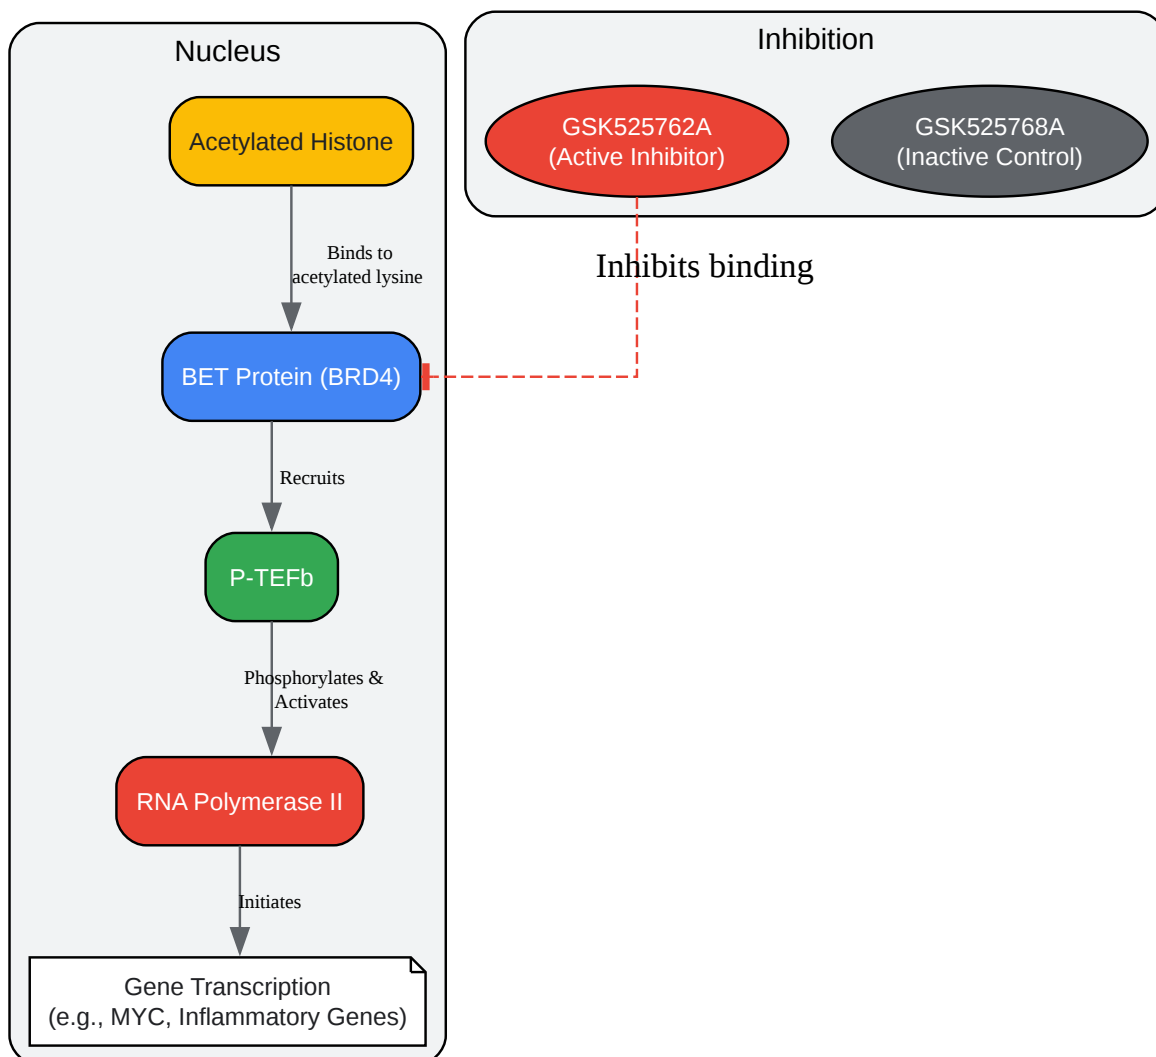 Nucleus
Acetylated Histone
Binds to
acetylated lysine
BET Protein (BRD4)
Recruits
P-TEFb
Phosphorylates &
Activates
RNA Polymerase II
Initiates
Gene Transcription
(e.g., MYC, Inflammatory Genes)
Inhibition
GSK525762A
(Active Inhibitor)
GSK525768A
(Inactive Control)
Inhibits binding